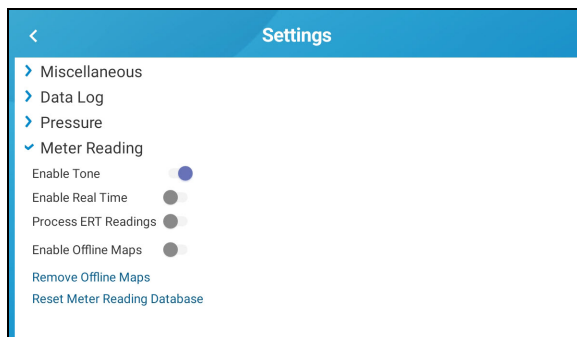 Settings
Miscellaneous
Data Log
Pressure
Meter Reading
Enable Tone
Enable Real Time
Process ERT Readings
Enable Offline Maps
Remove Offline Maps
Reset Meter Reading Database